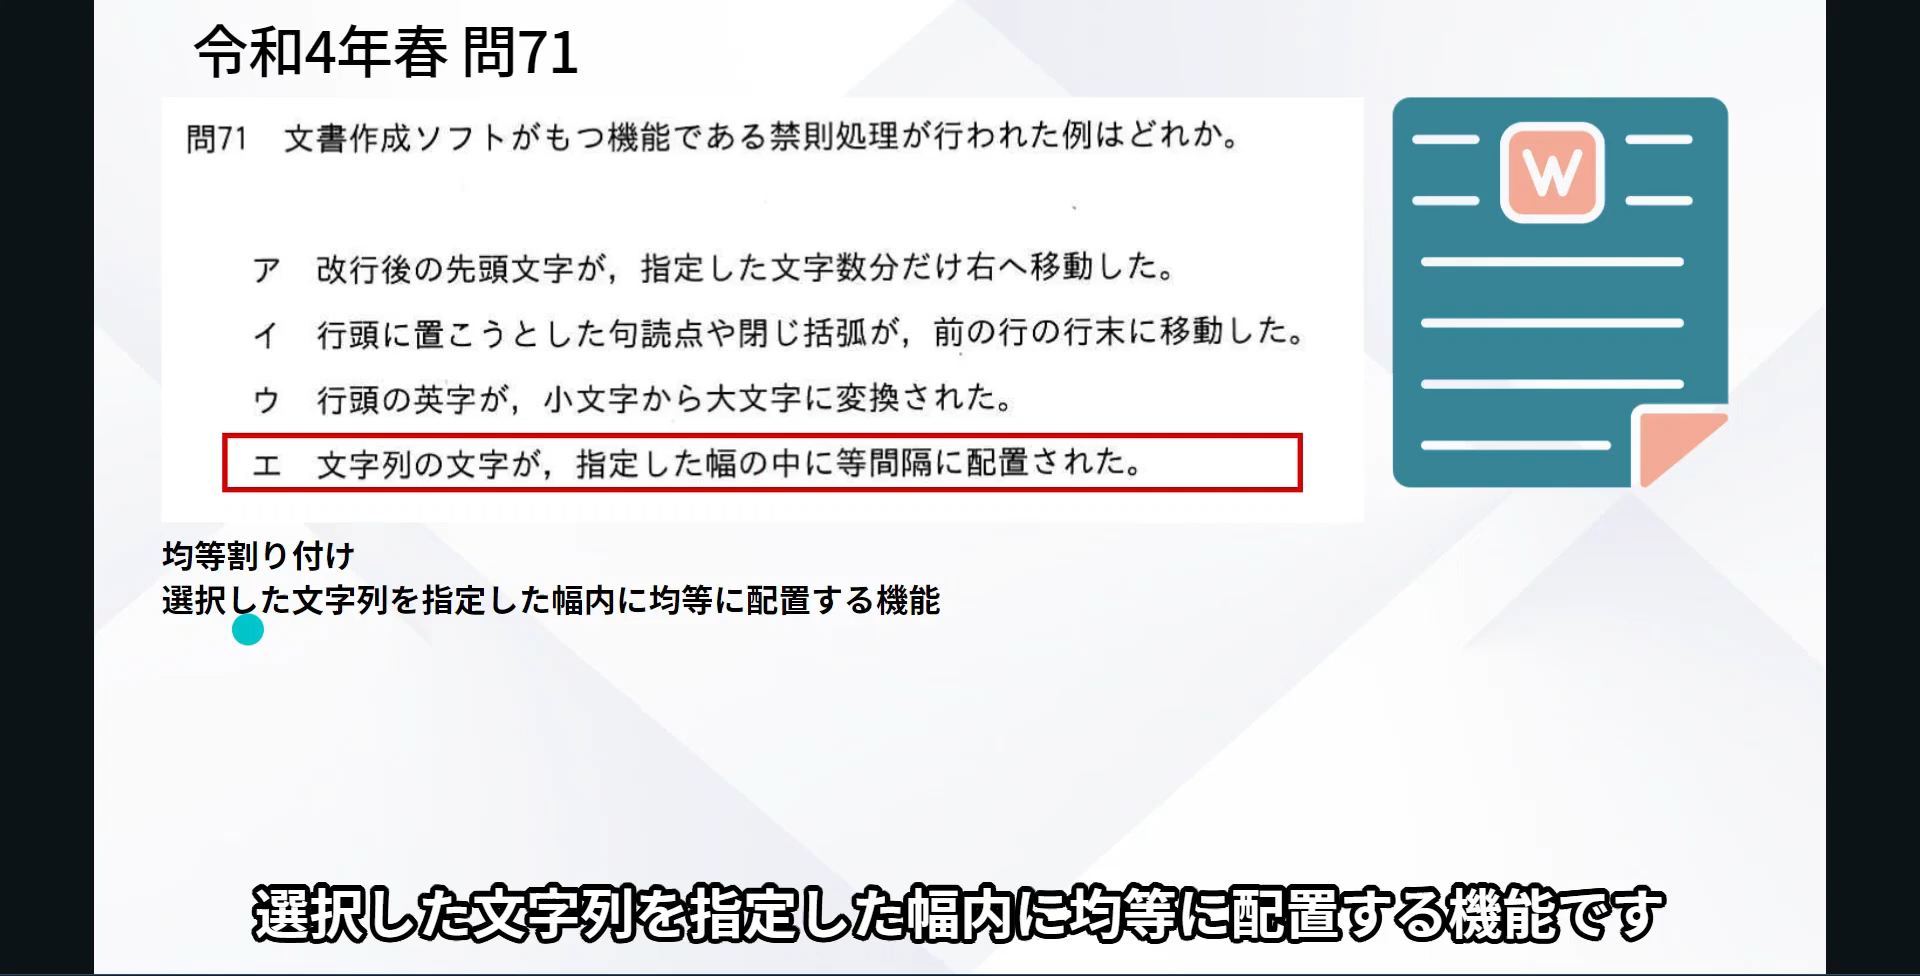 令和4年春 問71
問71 文書作成ソフトがもつ機能である禁則処理が行われた例はどれか。
W
ア 改行後の先頭文字が，指定した文字数分だけ右へ移動した。
イ 行頭に置こうとした句読点や閉じ括弧が，前の行の行末に移動した。
ウ 行頭の英字が，小文字から大文字に変換された。
エ 文字列の文字が，指定した幅の中に等間隔に配置された。
均等割り付け
選択した文字列を指定した幅内に均等に配置する機能
選択した文字列を指定した幅内に均等に配置する機能です